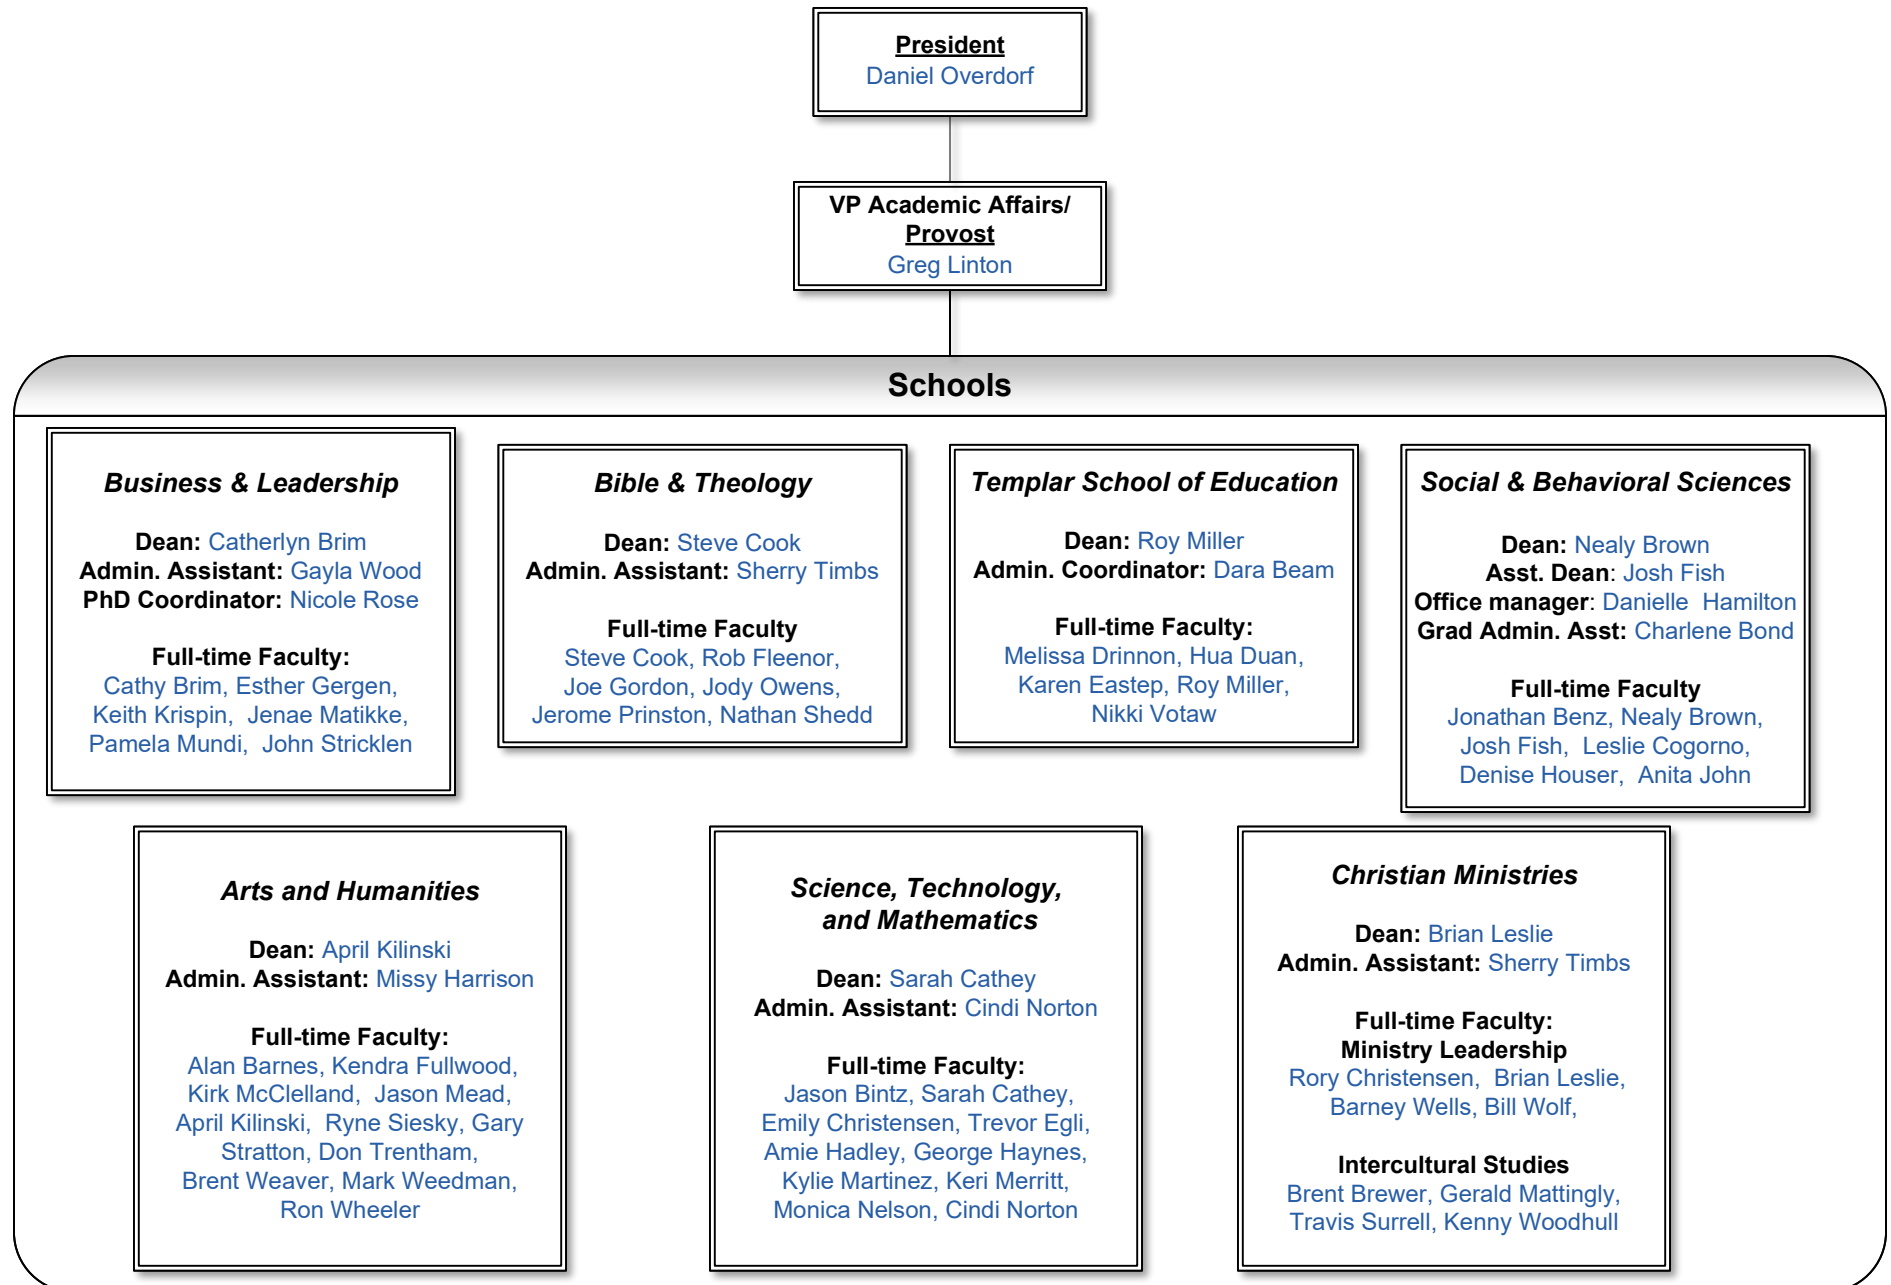 President
Daniel Overdorf
VP Academic Affairs/
Provost
Greg Linton
Schools
Business & Leadership
Dean: Catherlyn Brim
Admin. Assistant: Gayla Wood
PhD Coordinator: Nicole Rose
Full-time Faculty:
Cathy Brim, Esther Gergen,
Keith Krispin,  Jenae Matikke,
Pamela Mundi,  John Stricklen
Bible & Theology
Dean: Steve Cook
Admin. Assistant: Sherry Timbs
Full-time Faculty
Steve Cook, Rob Fleenor,
Joe Gordon, Jody Owens,
Jerome Prinston, Nathan Shedd
Templar School of Education
Dean: Roy Miller
Admin. Coordinator: Dara Beam
Full-time Faculty:
Melissa Drinnon, Hua Duan,
Karen Eastep, Roy Miller,
Nikki Votaw
Social & Behavioral Sciences
Dean: Nealy Brown
Asst. Dean: Josh Fish
Office manager: Danielle  Hamilton
Grad Admin. Asst: Charlene Bond
Full-time Faculty
Jonathan Benz, Nealy Brown,
Josh Fish,  Leslie Cogorno,
Denise Houser,  Anita John
Arts and Humanities
Dean: April Kilinski
Admin. Assistant: Missy Harrison
Full-time Faculty:
Alan Barnes, Kendra Fullwood,
Kirk McClelland,  Jason Mead,
April Kilinski,  Ryne Siesky, Gary
Stratton, Don Trentham,
Brent Weaver, Mark Weedman,
Ron Wheeler
Science, Technology,
and Mathematics
Dean: Sarah Cathey
Admin. Assistant: Cindi Norton
Full-time Faculty:
Jason Bintz, Sarah Cathey,
Emily Christensen, Trevor Egli,
Amie Hadley, George Haynes,
Kylie Martinez, Keri Merritt,
Monica Nelson, Cindi Norton
Christian Ministries
Dean: Brian Leslie
Admin. Assistant: Sherry Timbs
Full-time Faculty:
Ministry Leadership
Rory Christensen,  Brian Leslie,
Barney Wells, Bill Wolf,
Intercultural Studies
Brent Brewer, Gerald Mattingly,
Travis Surrell, Kenny Woodhull